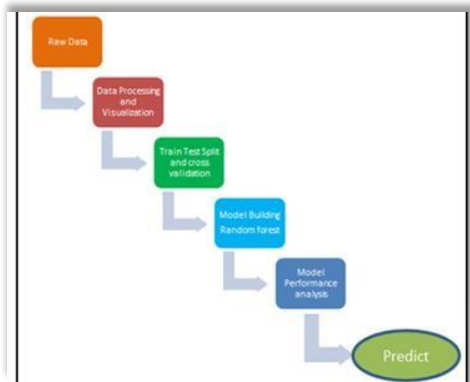 Raw Data
Data Processing
and
Visualization
Train Test Split
and cross
validation
Model Building
Random forest
Model
Performance
analysis
Predict